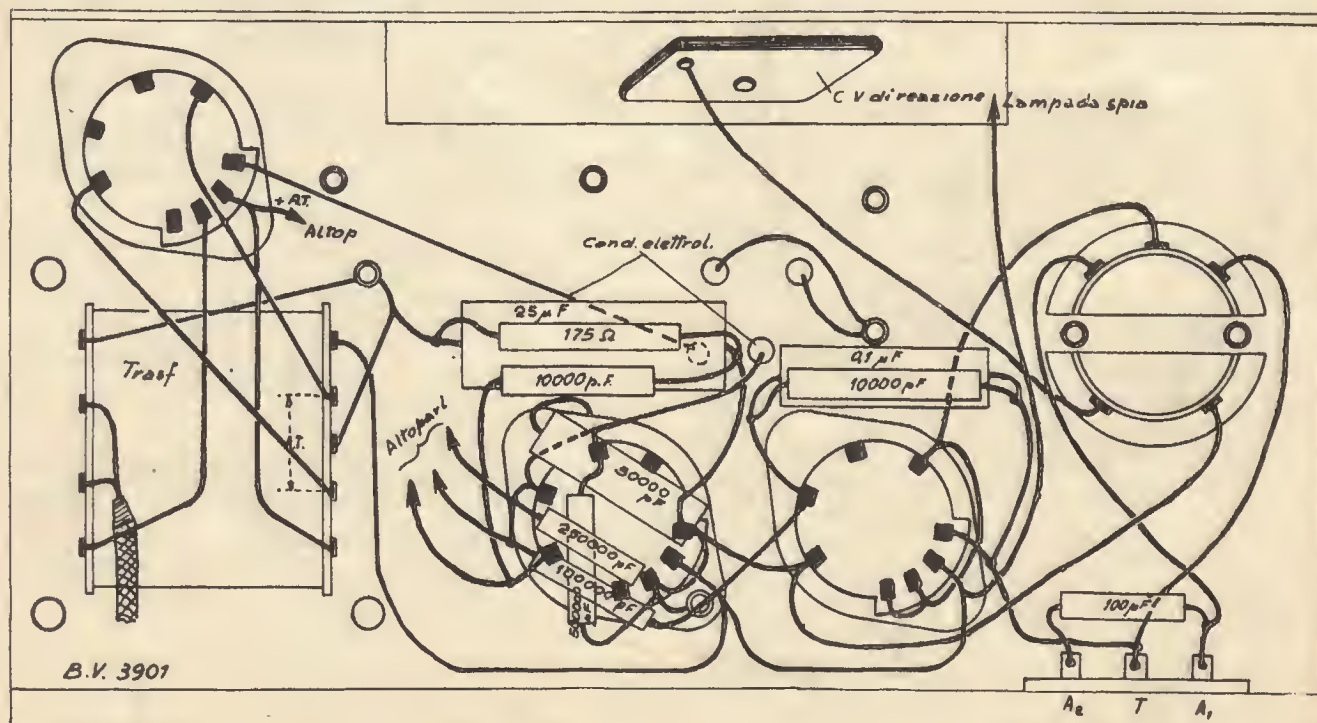 C V di reazione
Lampada spia
+ A.T.
Altop
Cond. elettrol.
25 µF
175 Ω
10000 p.F.
0,1 µF
10000 pF
Trasf
A.T.
Altoparl
50000 pF
250000 pF
100000 pF
100 pF
B.V. 3901
A2
T
A1